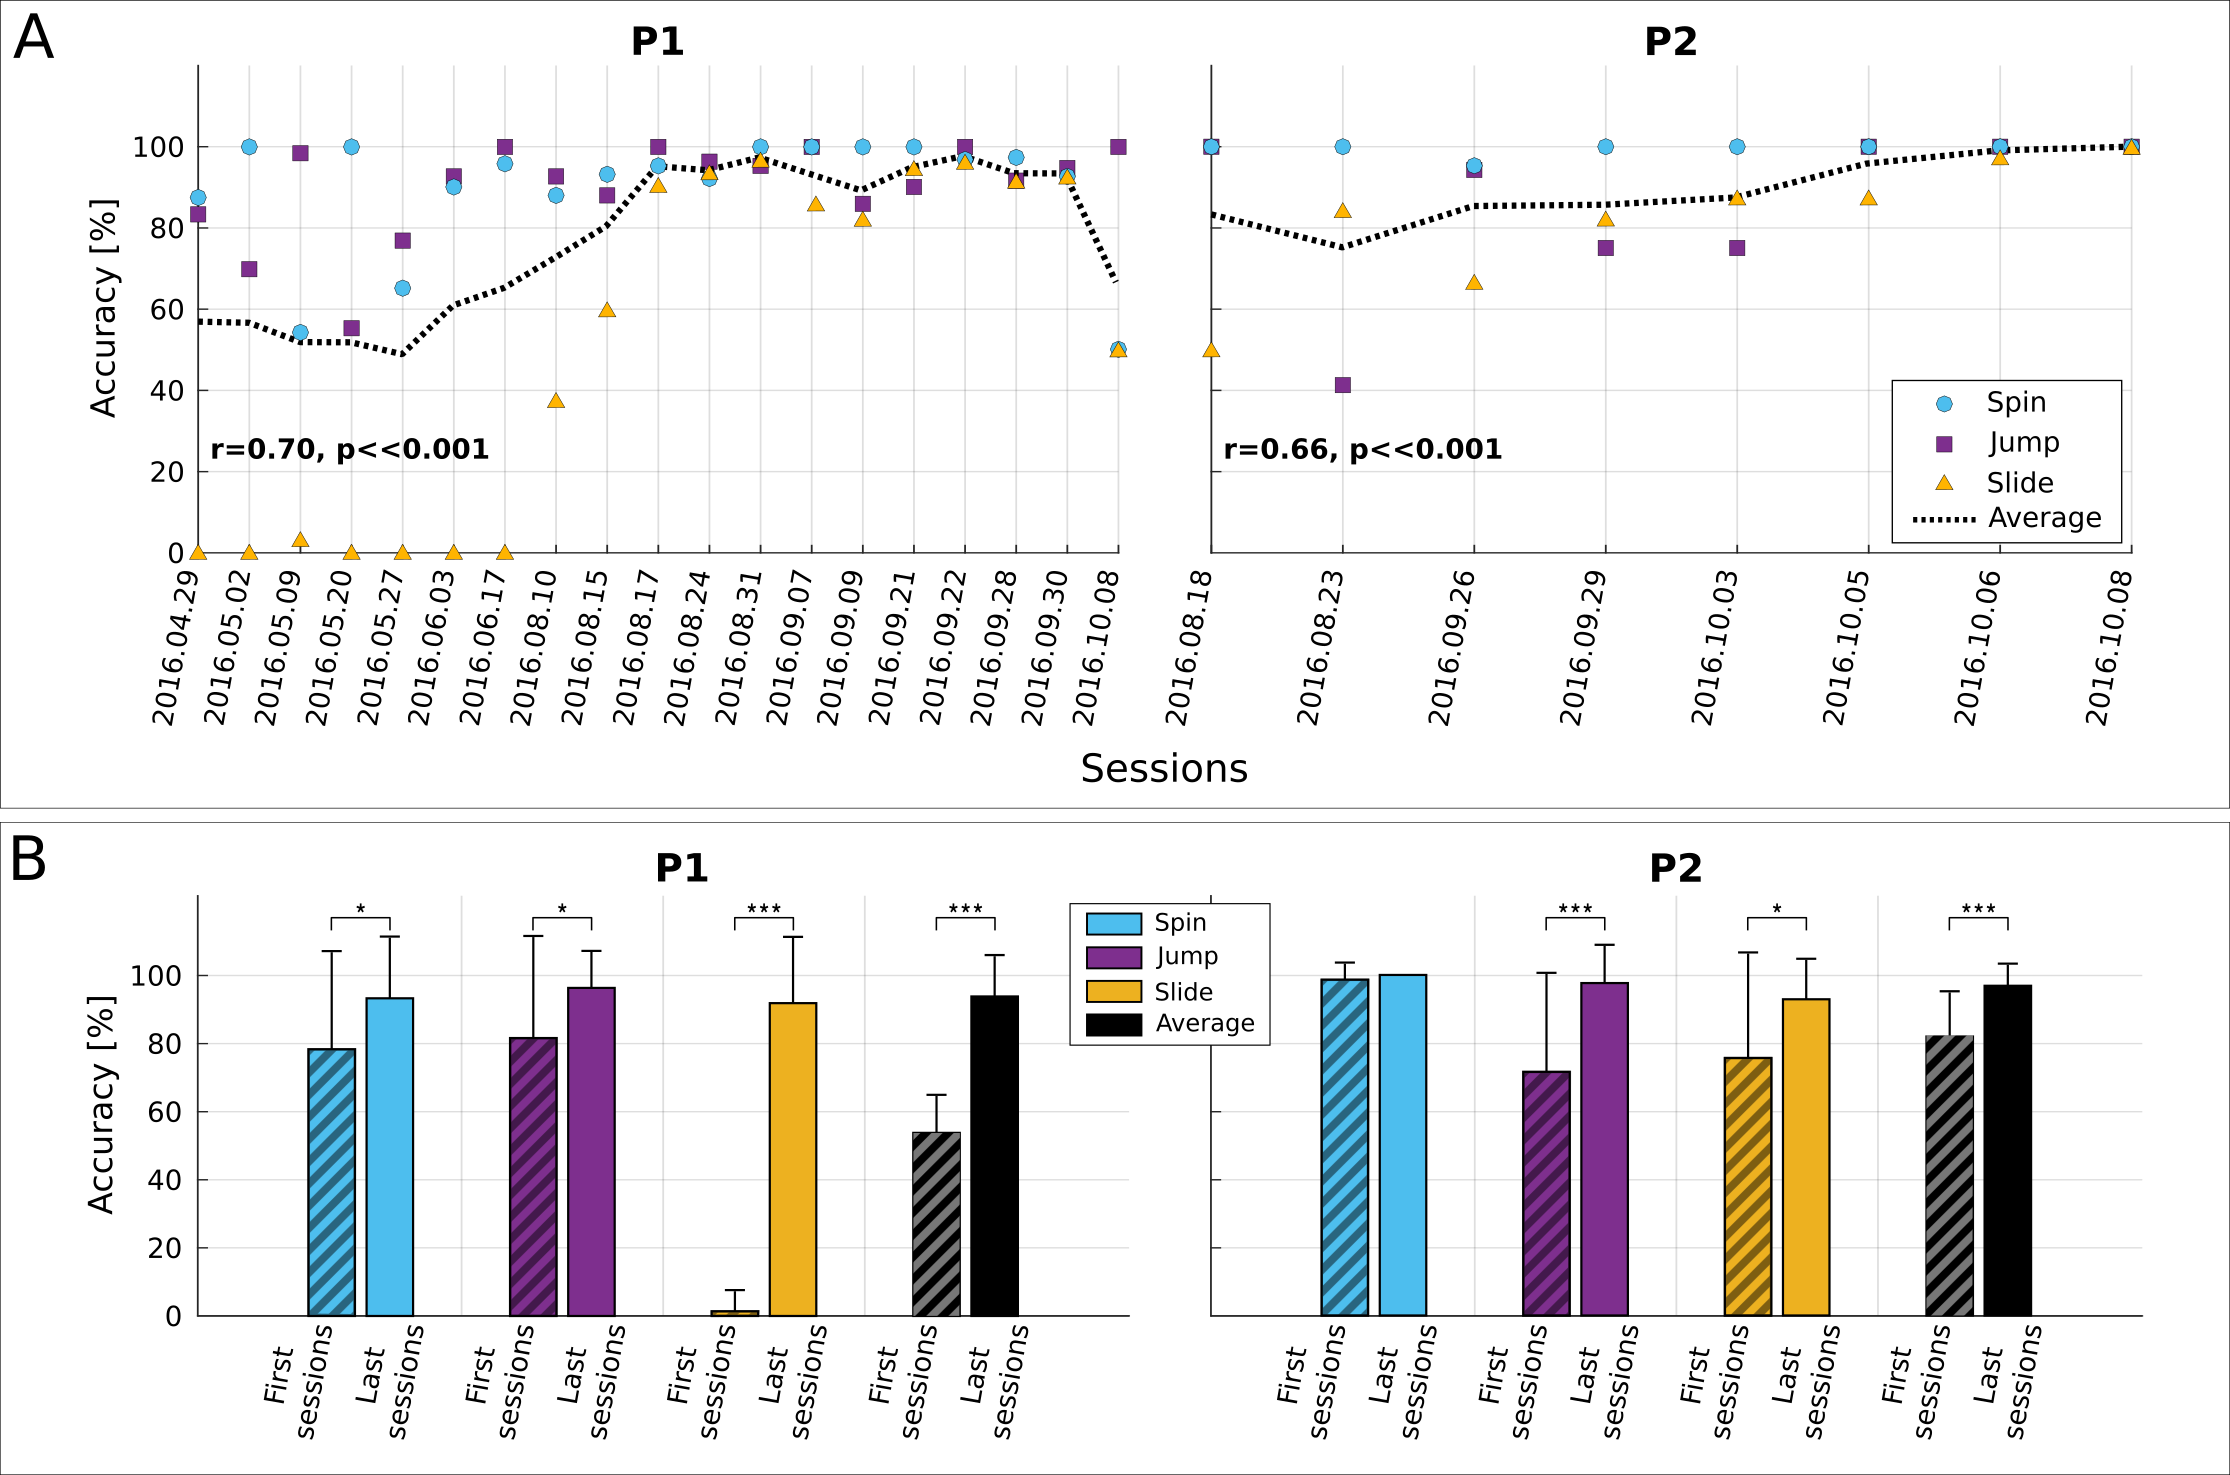 A
P1
P2
Accuracy [%]
100
80
60
40
20
0
r=0.70, p<<0.001
r=0.66, p<<0.001
Spin
Jump
Slide
Average
2016.04.29
2016.05.02
2016.05.09
2016.05.20
2016.05.27
2016.06.03
2016.06.17
2016.08.10
2016.08.15
2016.08.17
2016.08.24
2016.08.31
2016.09.07
2016.09.09
2016.09.21
2016.09.22
2016.09.28
2016.09.30
2016.10.08
2016.08.18
2016.08.23
2016.09.26
2016.09.29
2016.10.03
2016.10.05
2016.10.06
2016.10.08
Sessions
B
P1
P2
Accuracy [%]
100
80
60
40
20
0
*
*
***
***
Spin
Jump
Slide
Average
***
*
***
First
sessions
Last
sessions
First
sessions
Last
sessions
First
sessions
Last
sessions
First
sessions
Last
sessions
First
sessions
Last
sessions
First
sessions
Last
sessions
First
sessions
Last
sessions
First
sessions
Last
sessions